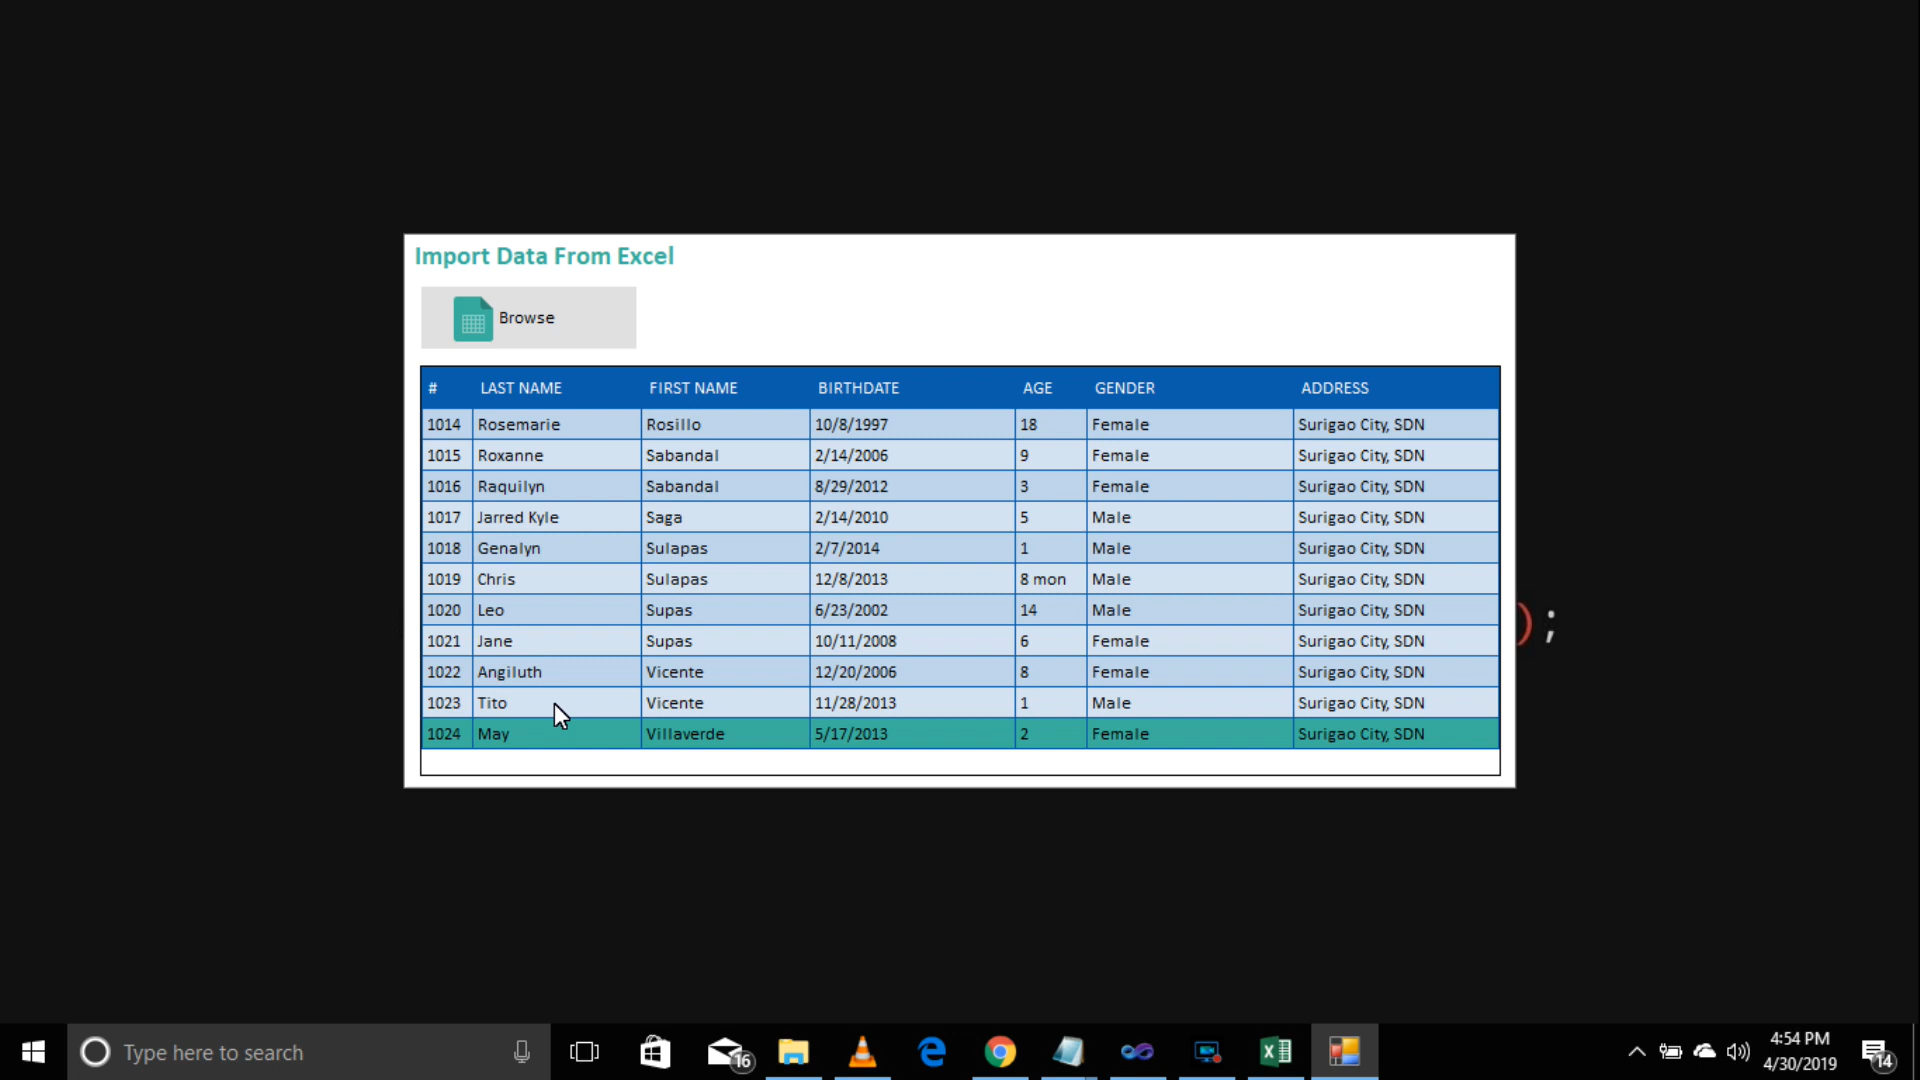 Import Data From Excel
Browse
# LAST NAME FIRST NAME BIRTHDATE AGE GENDER ADDRESS
1014 Rosemarie Rosillo 10/8/1997 18 Female Surigao City, SDN
1015 Roxanne Sabandal 2/14/2006 9 Female Surigao City, SDN
1016 Raquilyn Sabandal 8/29/2012 3 Female Surigao City, SDN
1017 Jarred Kyle Saga 2/14/2010 5 Male Surigao City, SDN
1018 Genalyn Sulapas 2/7/2014 1 Male Surigao City, SDN
1019 Chris Sulapas 12/8/2013 8 mon Male Surigao City, SDN
1020 Leo Supas 6/23/2002 14 Male Surigao City, SDN
1021 Jane Supas 10/11/2008 6 Female Surigao City, SDN
);
1022 Angiluth Vicente 12/20/2006 8 Female Surigao City, SDN
1023 Tito Vicente 11/28/2013 1 Male Surigao City, SDN
1024 May Villaverde 5/17/2013 2 Female Surigao City, SDN
Type here to search
16
4:54 PM
4/30/2019
14